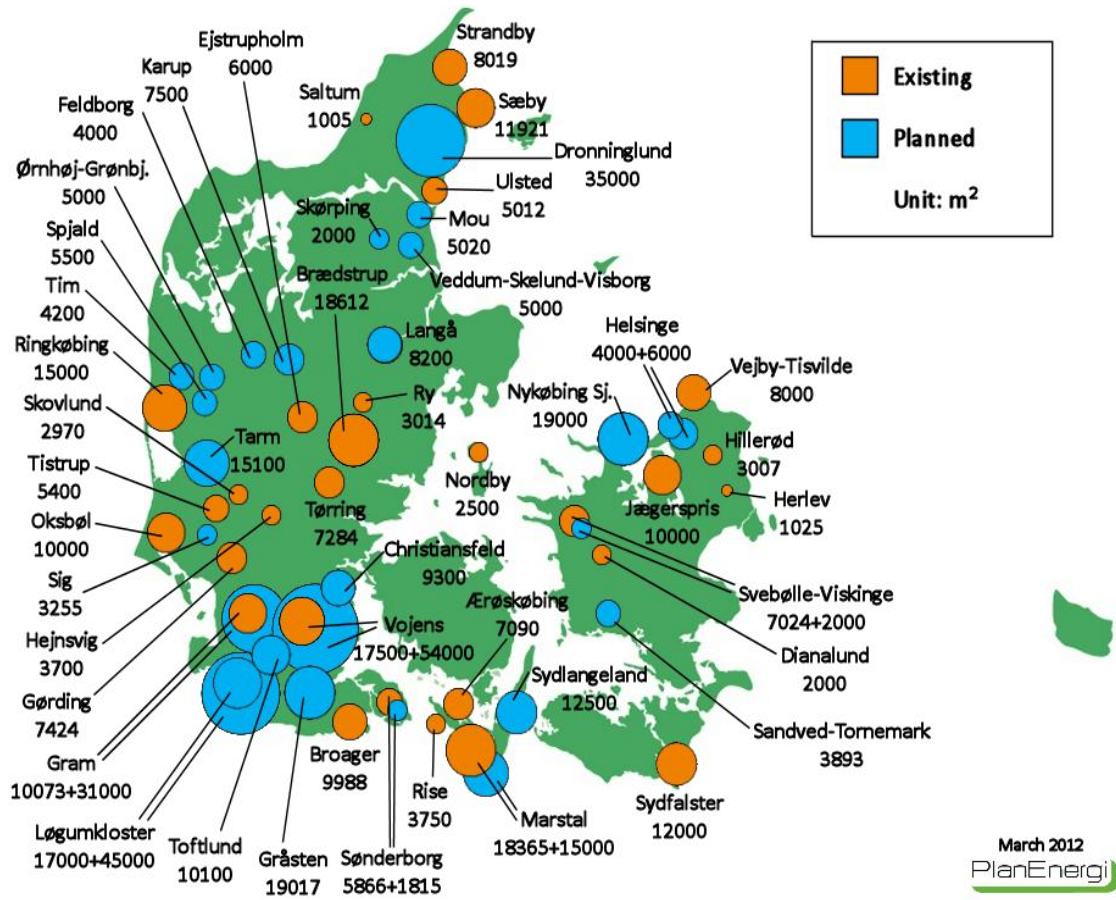 Strandby
8019
Ejstrupholm
6000
Karup
7500
Saltum
1005
Sæby
11921
Feldborg
4000
Dronninglund
35000
Ørnhøj-Grønbj.
5000
Ulsted
5012
Skørping
2000
Mou
5020
Spjald
5500
Veddum-Skelund-Visborg
5000
Brædstrup
18612
Tim
4200
Langå
8200
Helsinge
4000+6000
Ringkøbing
15000
Vejby-Tisvilde
8000
Nykøbing Sj.
19000
Ry
3014
Skovlund
2970
Tarm
15100
Hillerød
3007
Nordby
2500
Tistrup
5400
Jægerspris
10000
Herlev
1025
Tørring
7284
Oksbøl
10000
Christiansfeld
9300
Sig
3255
Svebølle-Viskinge
7024+2000
Ærøskøbing
7090
Vojens
17500+54000
Hejnsvig
3700
Dianalund
2000
Sydlangeland
12500
Gørding
7424
Sandved-Tornemark
3893
Broager
9988
Gram
10073+31000
Rise
3750
Sydfalster
12000
Marstal
18365+15000
Løgumkloster
17000+45000
Toftlund
10100
Gråsten
19017
Sønderborg
5866+1815
Existing
Planned
Unit: m²
March 2012
PlanEnergi